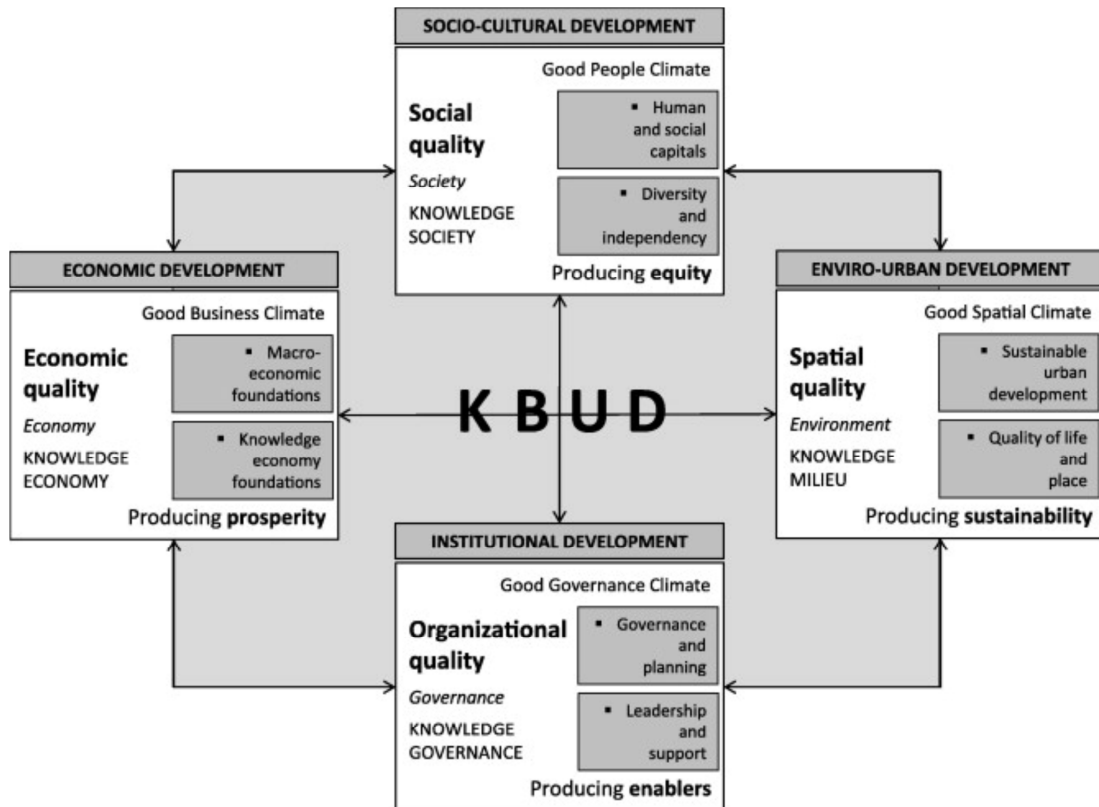 SOCIO-CULTURAL DEVELOPMENT
Good People Climate
Social
quality
Society
KNOWLEDGE
SOCIETY
▪ Human
and social
capitals
▪ Diversity
and
independency
Producing equity
ECONOMIC DEVELOPMENT
Good Business Climate
Economic
quality
Economy
KNOWLEDGE
ECONOMY
▪ Macro-
economic
foundations
▪ Knowledge
economy
foundations
Producing prosperity
KBUD
ENVIRO-URBAN DEVELOPMENT
Good Spatial Climate
Spatial
quality
Environment
KNOWLEDGE
MILIEU
▪ Sustainable
urban
development
▪ Quality of life
and
place
Producing sustainability
INSTITUTIONAL DEVELOPMENT
Good Governance Climate
Organizational
quality
Governance
KNOWLEDGE
GOVERNANCE
▪ Governance
and
planning
▪ Leadership
and
support
Producing enablers